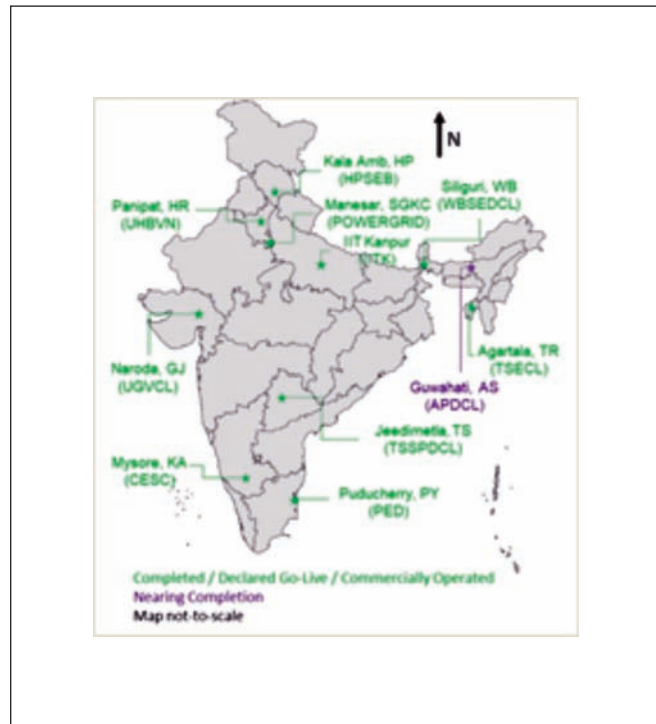 N
Kala Amb, HP
(HPSEB)
Siliguri, WB
(WBSEDCL)
Panipat, HR
(UHBVN)
Manesar, SGKC
(POWERGRID)
IIT Kanpur
(IITK)
Naroda, GJ
(UGVCL)
Agartala, TR
(TSECL)
Guwahati, AS
(APDCL)
Jeedimetla, TS
(TSSPDCL)
Mysore, KA
(CESC)
Puducherry, PY
(PED)
Completed / Declared Go-Live / Commercially Operated
Nearing Completion
Map not-to-scale